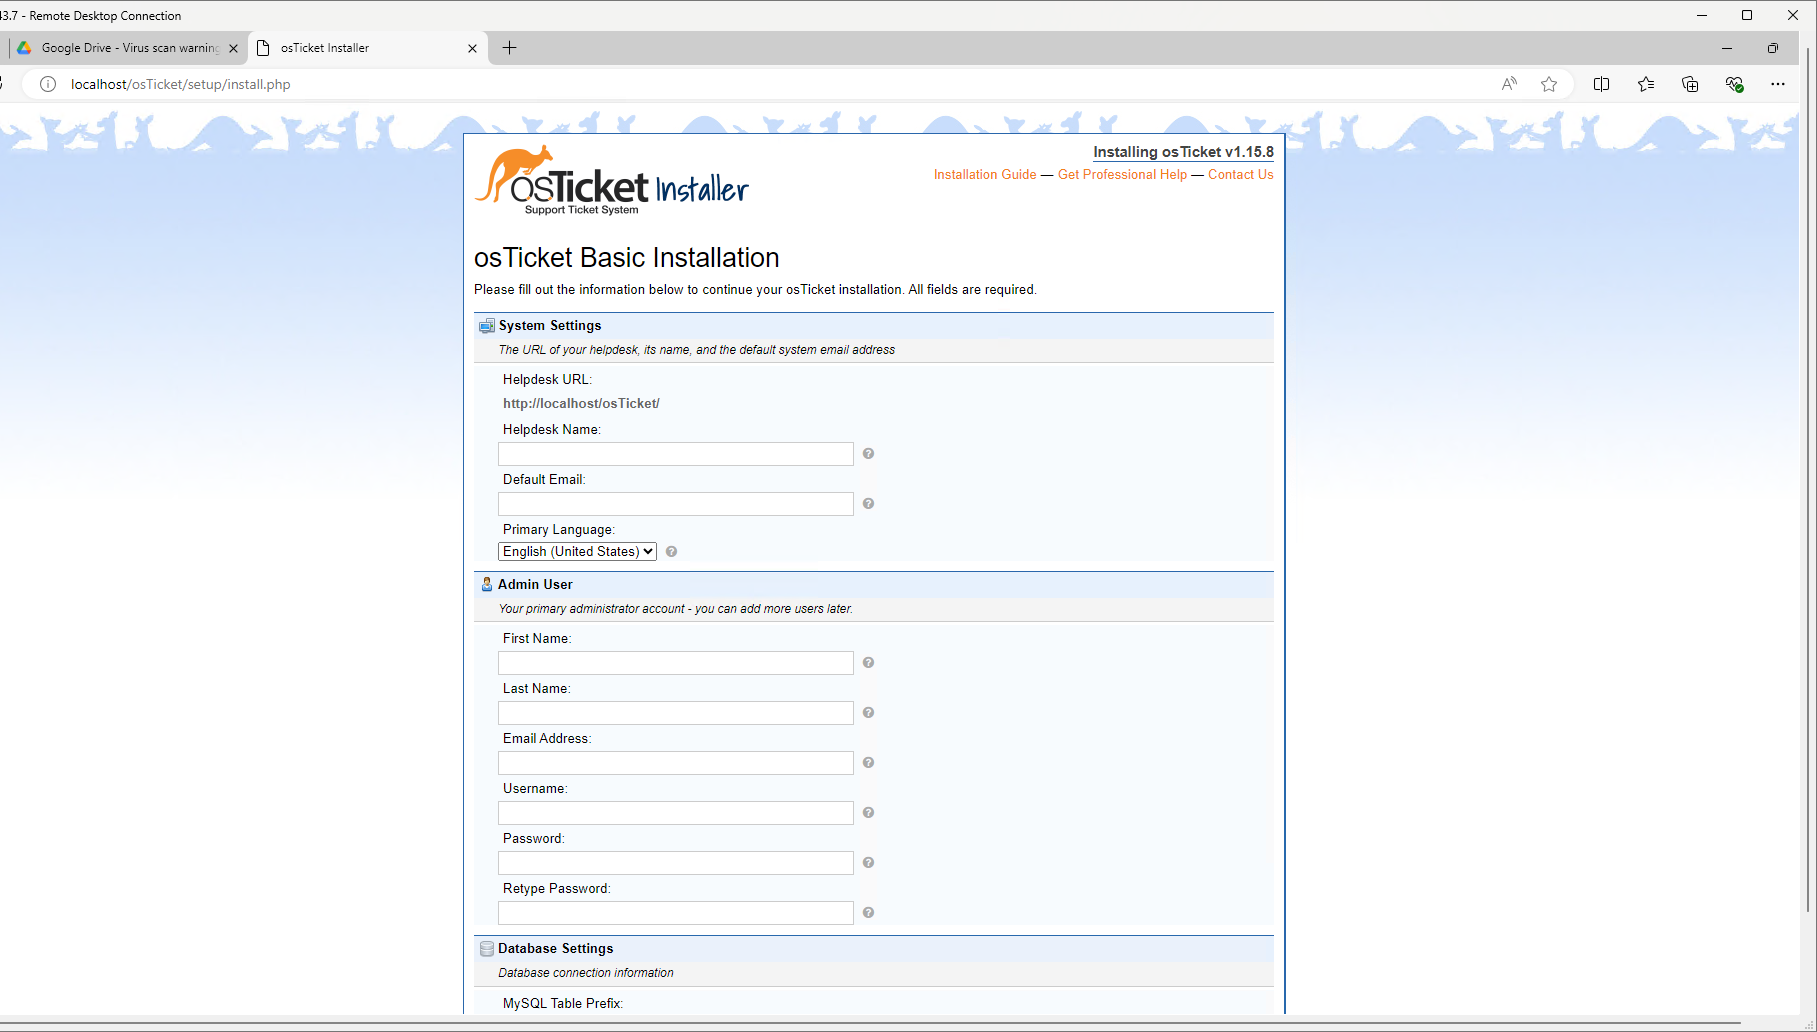 43.7 - Remote Desktop Connection
Google Drive - Virus scan warning
osTicket Installer
localhost/osTicket/setup/install.php
osTicket Installer
Support Ticket System
Installing osTicket v1.15.8
Installation Guide — Get Professional Help — Contact Us
osTicket Basic Installation
Please fill out the information below to continue your osTicket installation. All fields are required.
System Settings
The URL of your helpdesk, its name, and the default system email address
Helpdesk URL:
http://localhost/osTicket/
Helpdesk Name:
Default Email:
Primary Language:
English (United States)
Admin User
Your primary administrator account - you can add more users later.
First Name:
Last Name:
Email Address:
Username:
Password:
Retype Password:
Database Settings
Database connection information
MySQL Table Prefix: